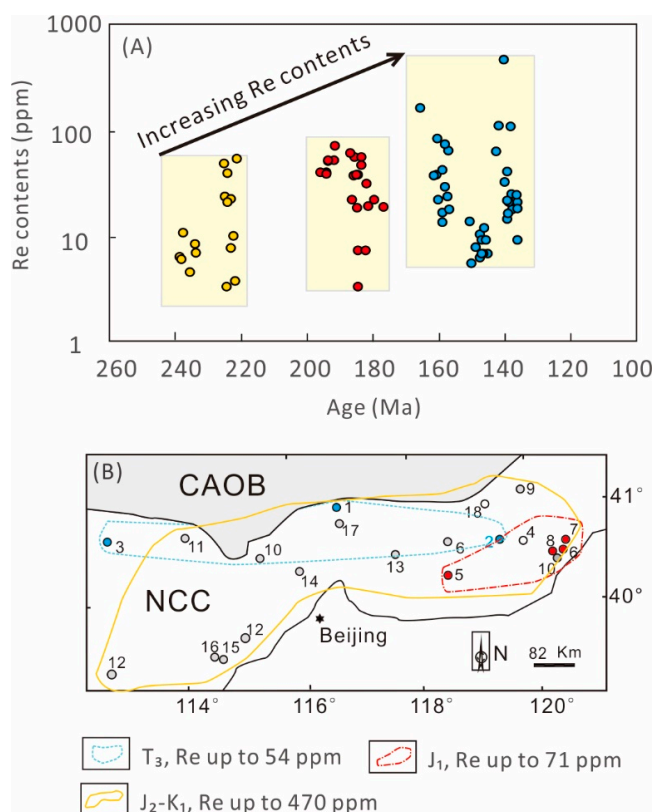 1000
(A)
Increasing Re contents
100
10
1
Re contents (ppm)
260 240 220 200 180 160 140 120 100
Age (Ma)
(B)
CAOB
41°
9
18
1
17
3
11
10
2
4
7
6
13
8
6
5
10
14
NCC
40°
Beijing
N
82 Km
12
16 15
12
114° 116° 118° 120°
T₃, Re up to 54 ppm
J₁, Re up to 71 ppm
J₂-K₁, Re up to 470 ppm